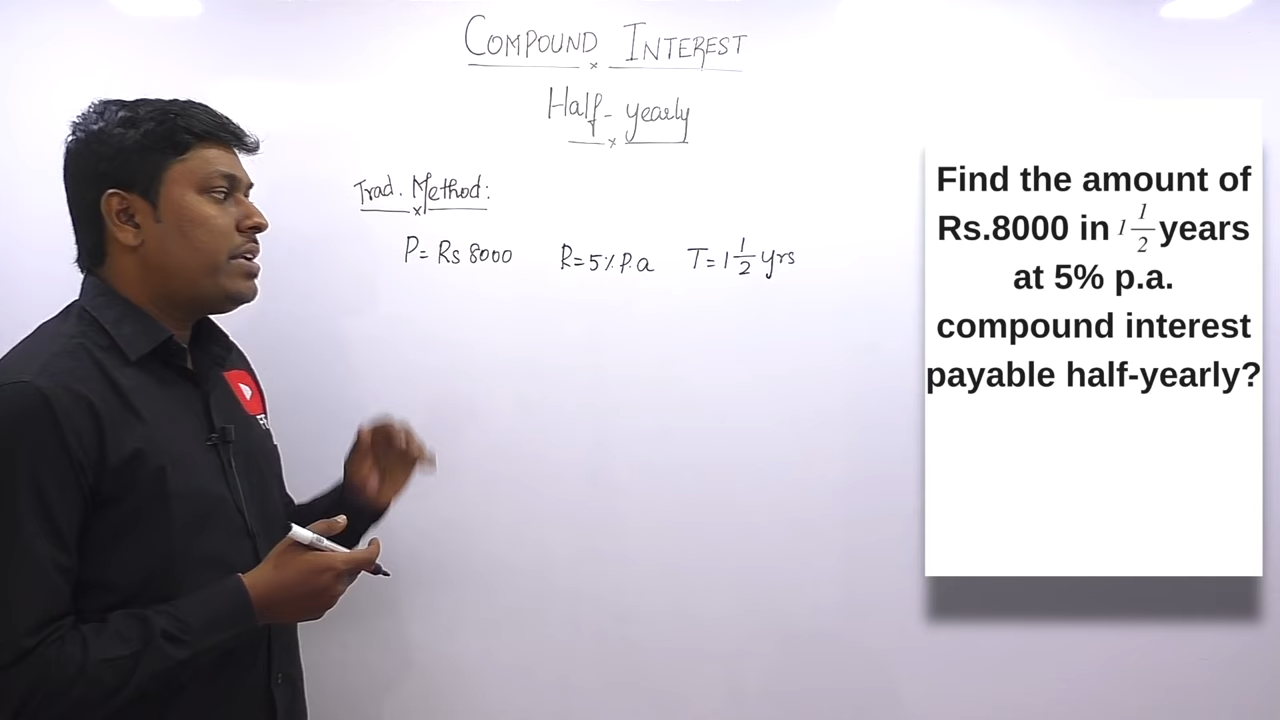 COMPOUND INTEREST
Half-yearly
Trad. Method:
P= Rs 8000 R= 5% P.a T= 1 1/2 yrs
Find the amount of
Rs.8000 in 1 1/2 years
at 5% p.a.
compound interest
payable half-yearly?